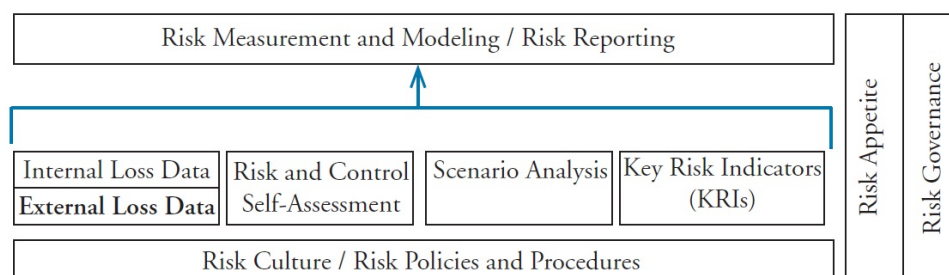 Risk Measurement and Modeling / Risk Reporting
Internal Loss Data
External Loss Data
Risk and Control
Self-Assessment
Scenario Analysis
Key Risk Indicators
(KRIs)
Risk Culture / Risk Policies and Procedures
Risk Appetite
Risk Governance